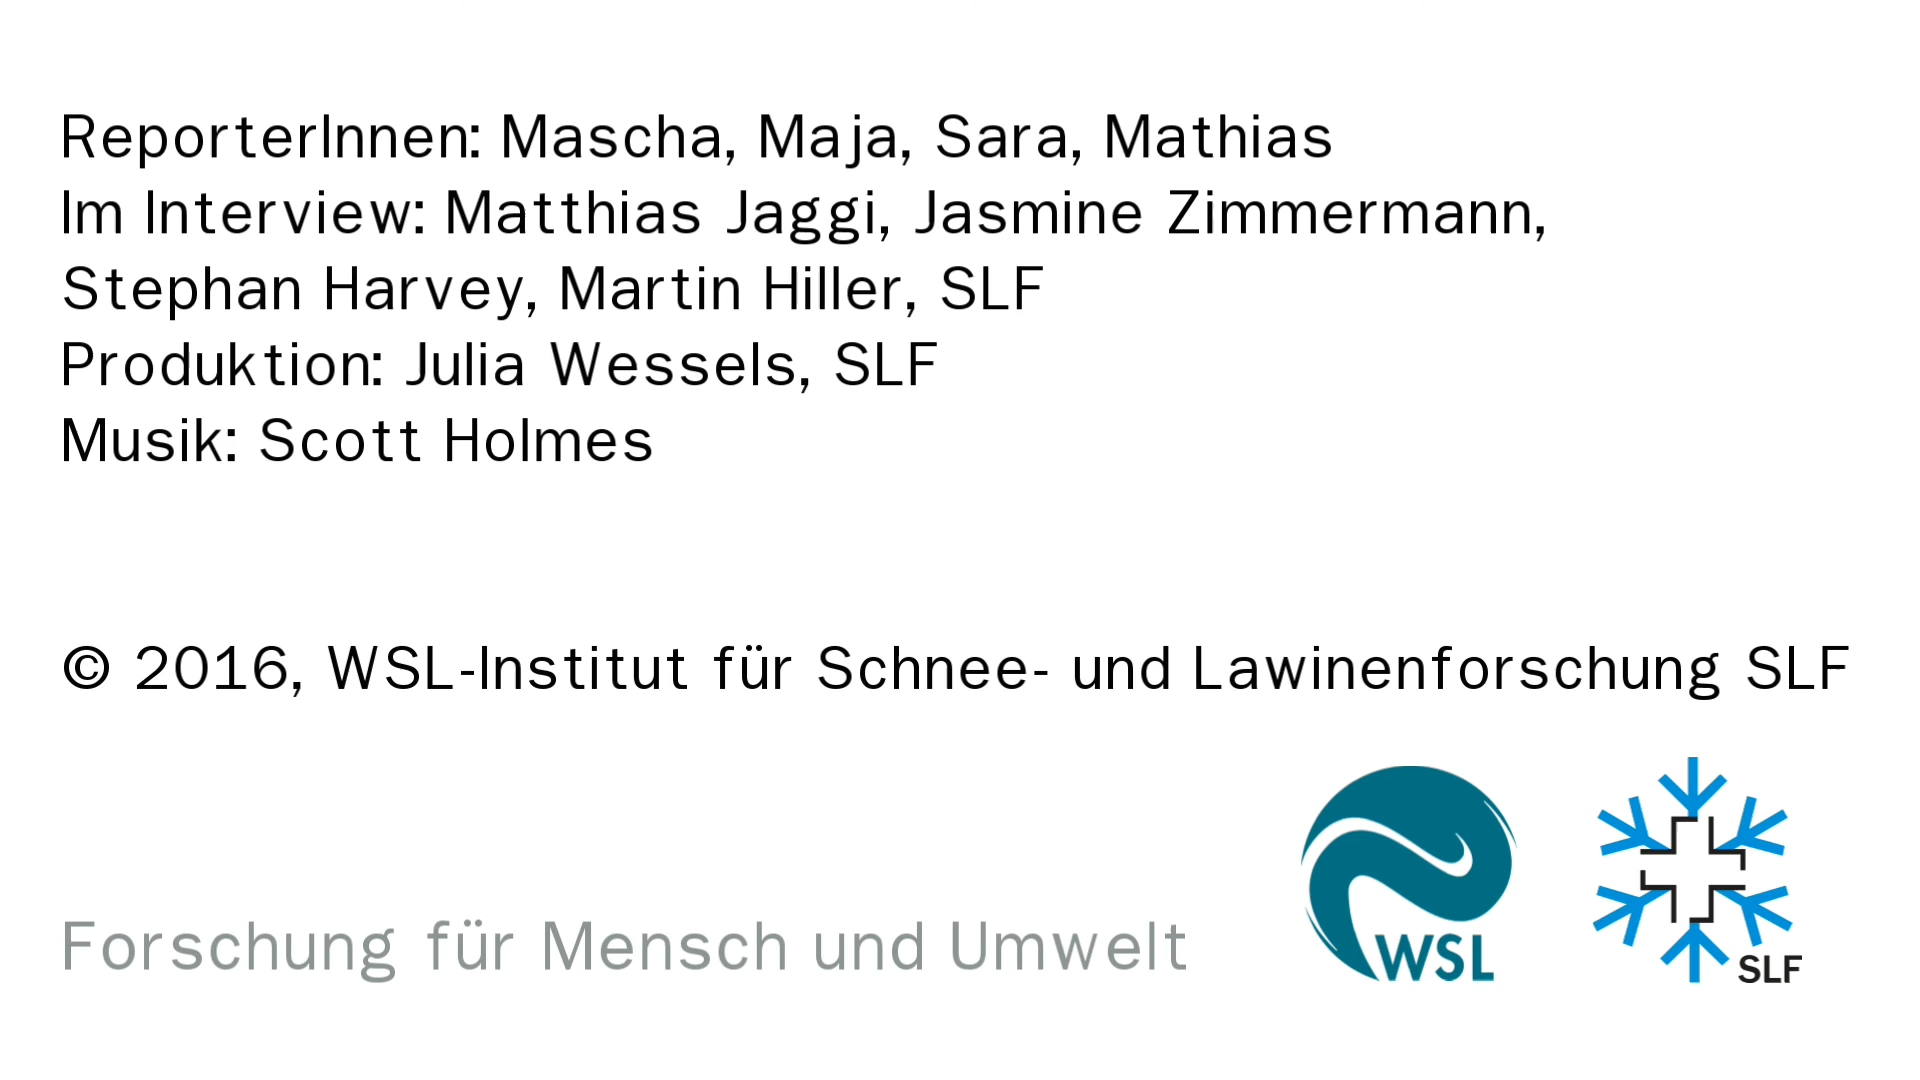 ReporterInnen: Mascha, Maja, Sara, Mathias
Im Interview: Matthias Jaggi, Jasmine Zimmermann,
Stephan Harvey, Martin Hiller, SLF
Produktion: Julia Wessels, SLF
Musik: Scott Holmes
© 2016, WSL-Institut für Schnee- und Lawinenforschung SLF
Forschung für Mensch und Umwelt
WSL
SLF